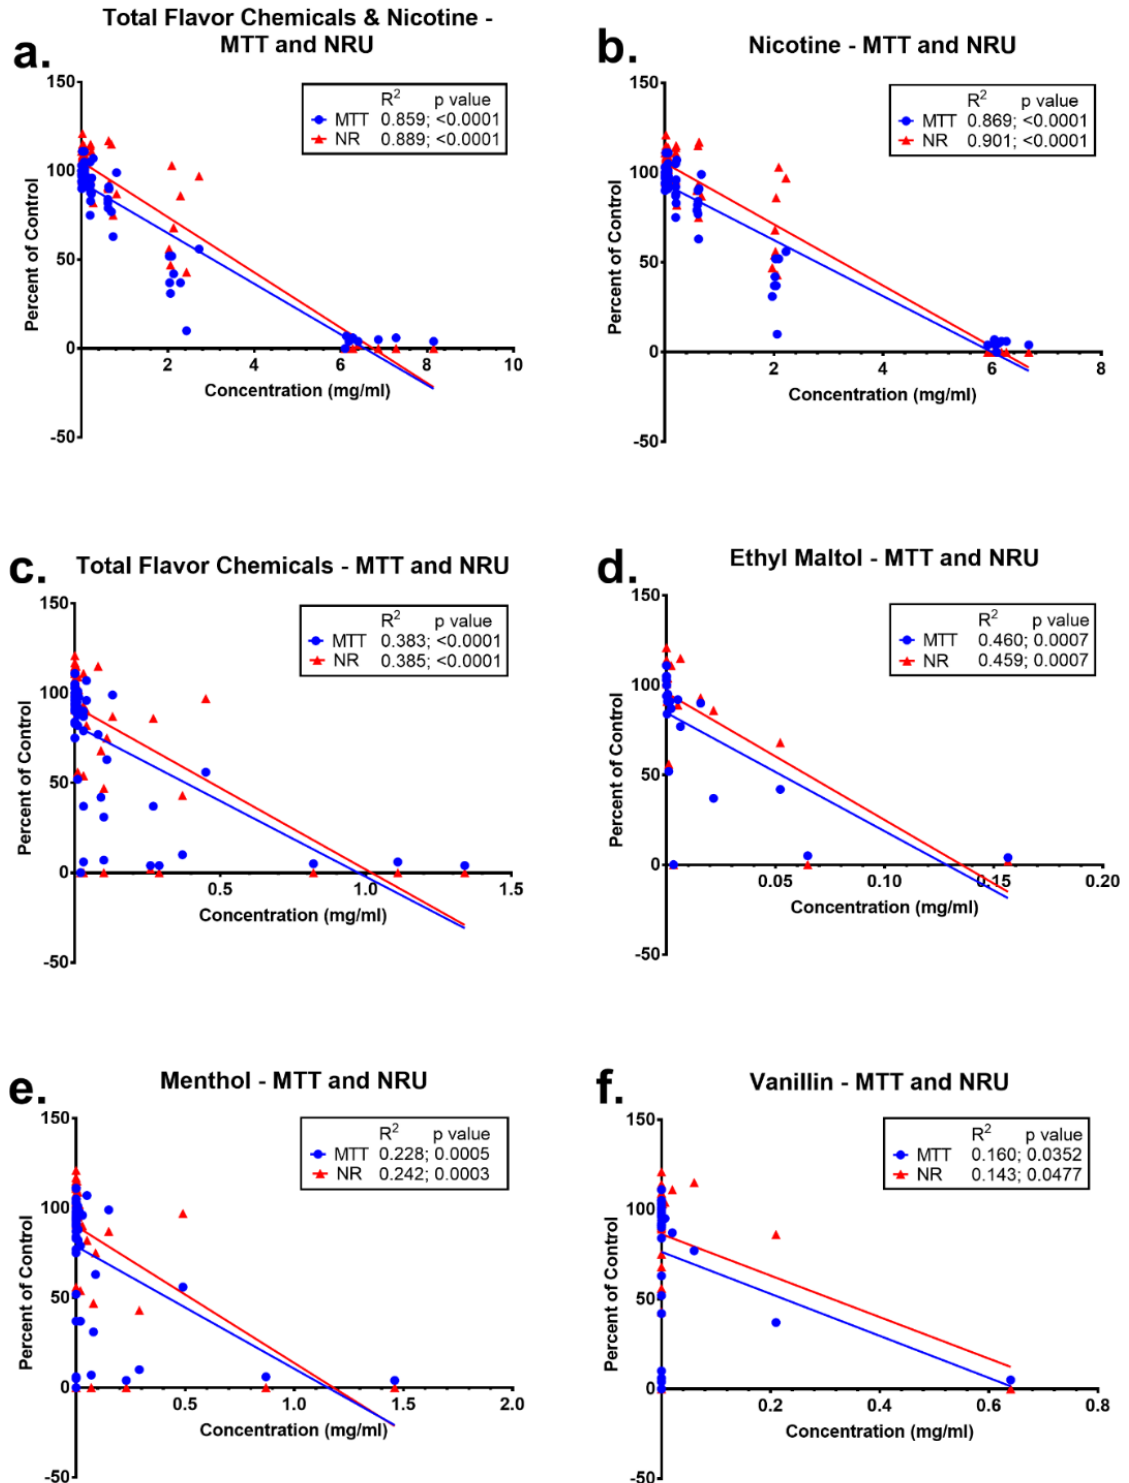 a.
Total Flavor Chemicals & Nicotine -
MTT and NRU
R² p value
MTT 0.859; <0.0001
NR 0.889; <0.0001
150
100
50
0
-50
2 4 6 8 10
Percent of Control
Concentration (mg/ml)
b.
Nicotine - MTT and NRU
R² p value
MTT 0.869; <0.0001
NR 0.901; <0.0001
150
100
50
0
-50
2 4 6 8
Percent of Control
Concentration (mg/ml)
c.
Total Flavor Chemicals - MTT and NRU
R² p value
MTT 0.383; <0.0001
NR 0.385; <0.0001
150
100
50
0
-50
0.5 1.0 1.5
Percent of Control
Concentration (mg/ml)
d.
Ethyl Maltol - MTT and NRU
R² p value
MTT 0.460; 0.0007
NR 0.459; 0.0007
150
100
50
0
-50
0.05 0.10 0.15 0.20
Percent of Control
Concentration (mg/ml)
e.
Menthol - MTT and NRU
R² p value
MTT 0.228; 0.0005
NR 0.242; 0.0003
150
100
50
0
-50
0.5 1.0 1.5 2.0
Percent of Control
Concentration (mg/ml)
f.
Vanillin - MTT and NRU
R² p value
MTT 0.160; 0.0352
NR 0.143; 0.0477
150
100
50
0
-50
0.2 0.4 0.6 0.8
Percent of Control
Concentration (mg/ml)